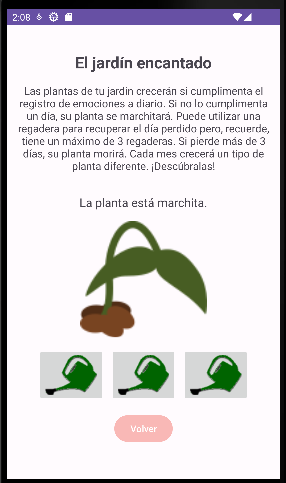 2:08
El jardín encantado
Las plantas de tu jardín crecerán si cumplimenta el
registro de emociones a diario. Si no lo cumplimenta
un día, su planta se marchitará. Puede utilizar una
regadera para recuperar el día perdido pero, recuerde,
tiene un máximo de 3 regaderas. Si pierde más de 3
días, su planta morirá. Cada mes crecerá un tipo de
planta diferente. ¡Descúbralas!
La planta está marchita.
Volver